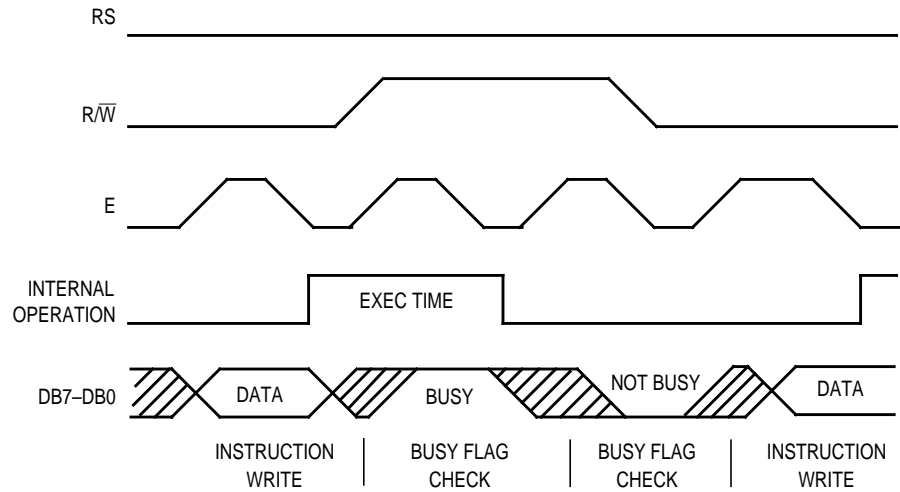 RS
R/W̅
E
INTERNAL
OPERATION
EXEC TIME
DB7–DB0
DATA
BUSY
NOT BUSY
DATA
INSTRUCTION
WRITE
BUSY FLAG
CHECK
BUSY FLAG
CHECK
INSTRUCTION
WRITE